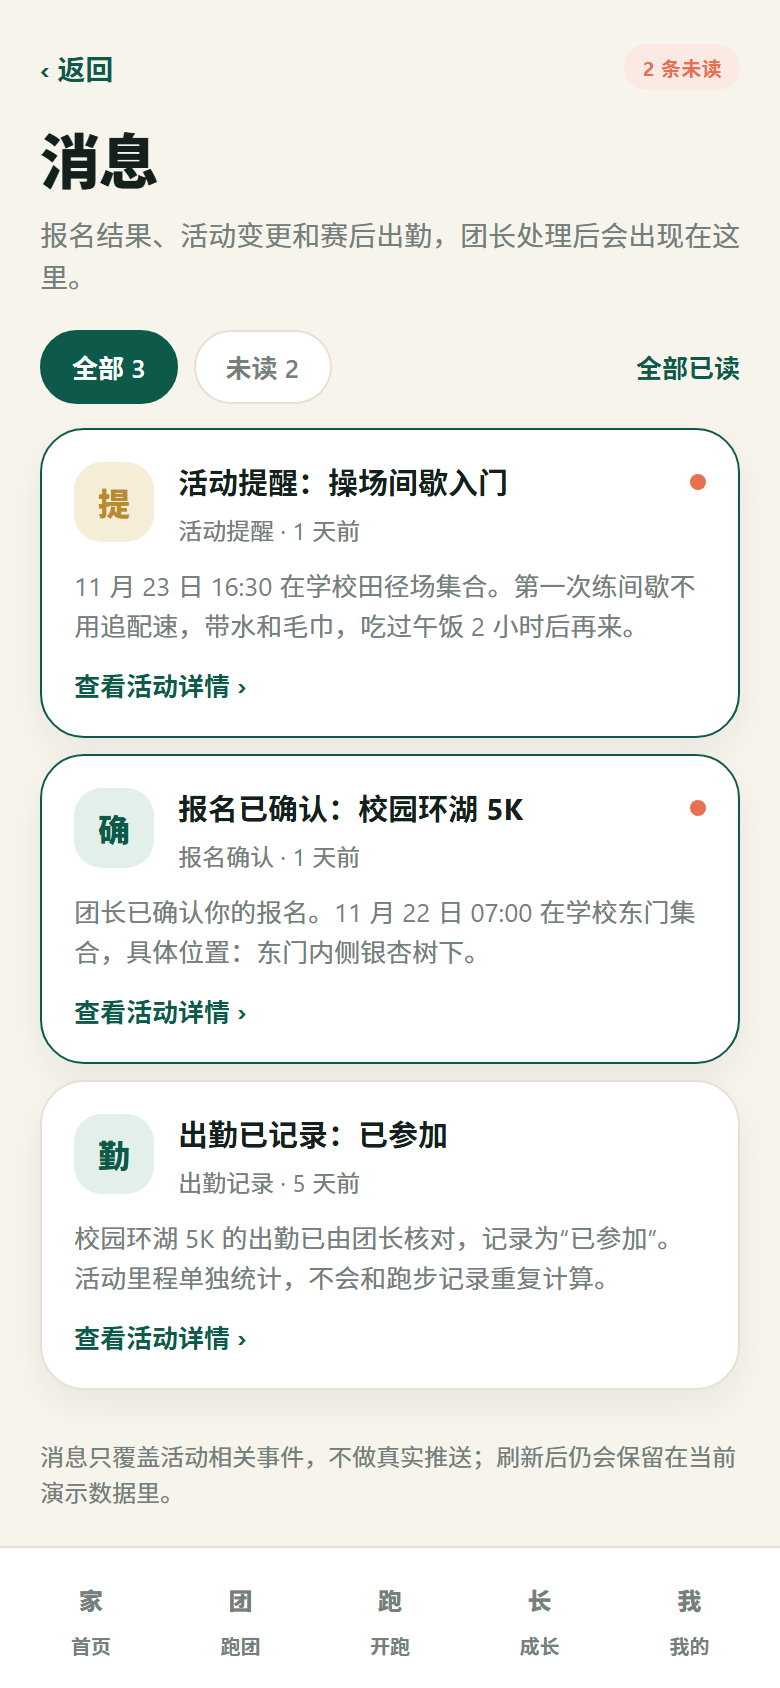 ‹ 返回
2 条未读
消息
报名结果、活动变更和赛后出勤，团长处理后会出现在这
里。
全部 3
未读 2
全部已读
提
活动提醒：操场间歇入门
活动提醒 · 1 天前
11 月 23 日 16:30 在学校田径场集合。第一次练间歇不
用追配速，带水和毛巾，吃过午饭 2 小时后再来。
查看活动详情 ›
确
报名已确认：校园环湖 5K
报名确认 · 1 天前
团长已确认你的报名。11 月 22 日 07:00 在学校东门集
合，具体位置：东门内侧银杏树下。
查看活动详情 ›
勤
出勤已记录：已参加
出勤记录 · 5 天前
校园环湖 5K 的出勤已由团长核对，记录为“已参加”。
活动里程单独统计，不会和跑步记录重复计算。
查看活动详情 ›
消息只覆盖活动相关事件，不做真实推送；刷新后仍会保留在当前
演示数据里。
家 团 跑 长 我
首页 跑团 开跑 成长 我的